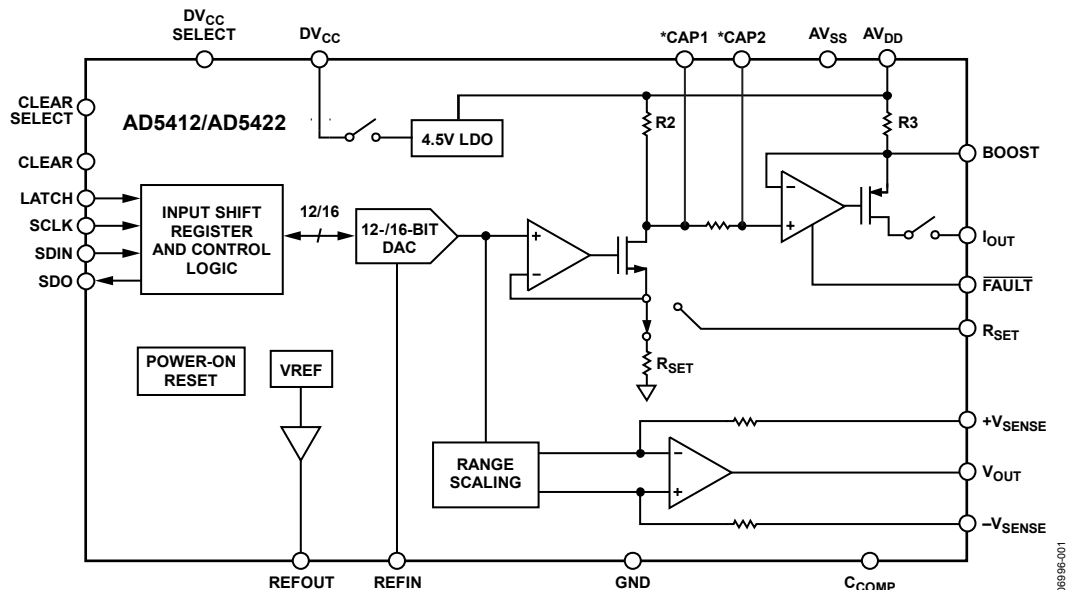 DVCC
SELECT
DVCC
*CAP1
*CAP2
AVSS
AVDD
CLEAR
SELECT
AD5412/AD5422
4.5V LDO
R2
R3
CLEAR
BOOST
LATCH
SCLK
SDIN
SDO
INPUT SHIFT
REGISTER
AND CONTROL
LOGIC
12/16
12-/16-BIT
DAC
+
−
−
+
IOUT
FAULT
RSET
RSET
POWER-ON
RESET
VREF
RANGE
SCALING
−
+
+VSENSE
VOUT
−VSENSE
REFOUT
REFIN
GND
CCOMP
06996-001